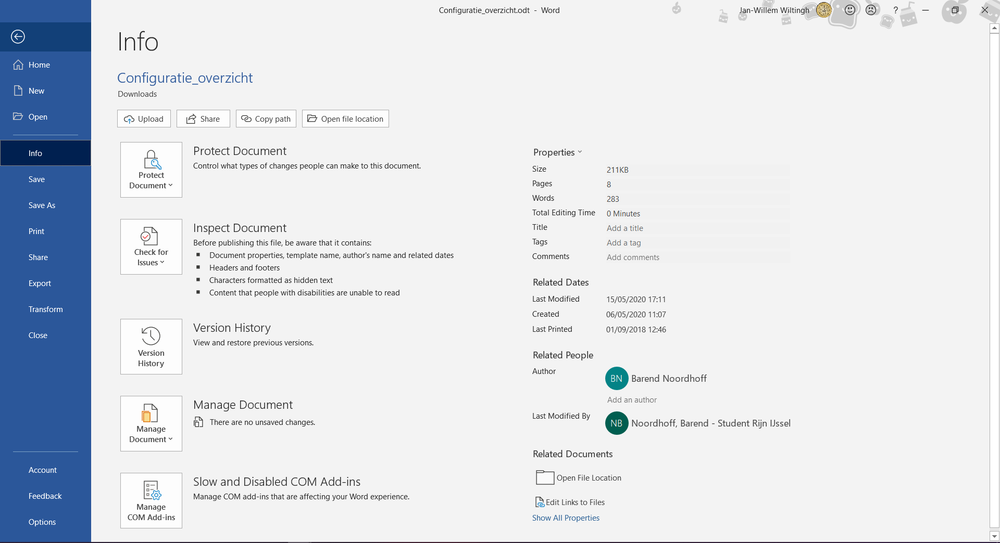 Configuratie_overzicht.odt - Word
Jan-Willem Wiltingh
?
Info
Home
New
Open
Info
Save
Save As
Print
Share
Export
Transform
Close
Account
Feedback
Options
Configuratie_overzicht
Downloads
Upload
Share
Copy path
Open file location
Protect
Document
Protect Document
Control what types of changes people can make to this document.
Check for
Issues
Inspect Document
Before publishing this file, be aware that it contains:
Document properties, template name, author's name and related dates
Headers and footers
Characters formatted as hidden text
Content that people with disabilities are unable to read
Version
History
Version History
View and restore previous versions.
Manage
Document
Manage Document
There are no unsaved changes.
Manage
COM Add-ins
Slow and Disabled COM Add-ins
Manage COM add-ins that are affecting your Word experience.
Properties
Size 211KB
Pages 8
Words 283
Total Editing Time 0 Minutes
Title Add a title
Tags Add a tag
Comments Add comments
Related Dates
Last Modified 15/05/2020 17:11
Created 06/05/2020 11:07
Last Printed 01/09/2018 12:46
Related People
Author
BN Barend Noordhoff
Add an author
Last Modified By
NB Noordhoff, Barend - Student Rijn IJssel
Related Documents
Open File Location
Edit Links to Files
Show All Properties